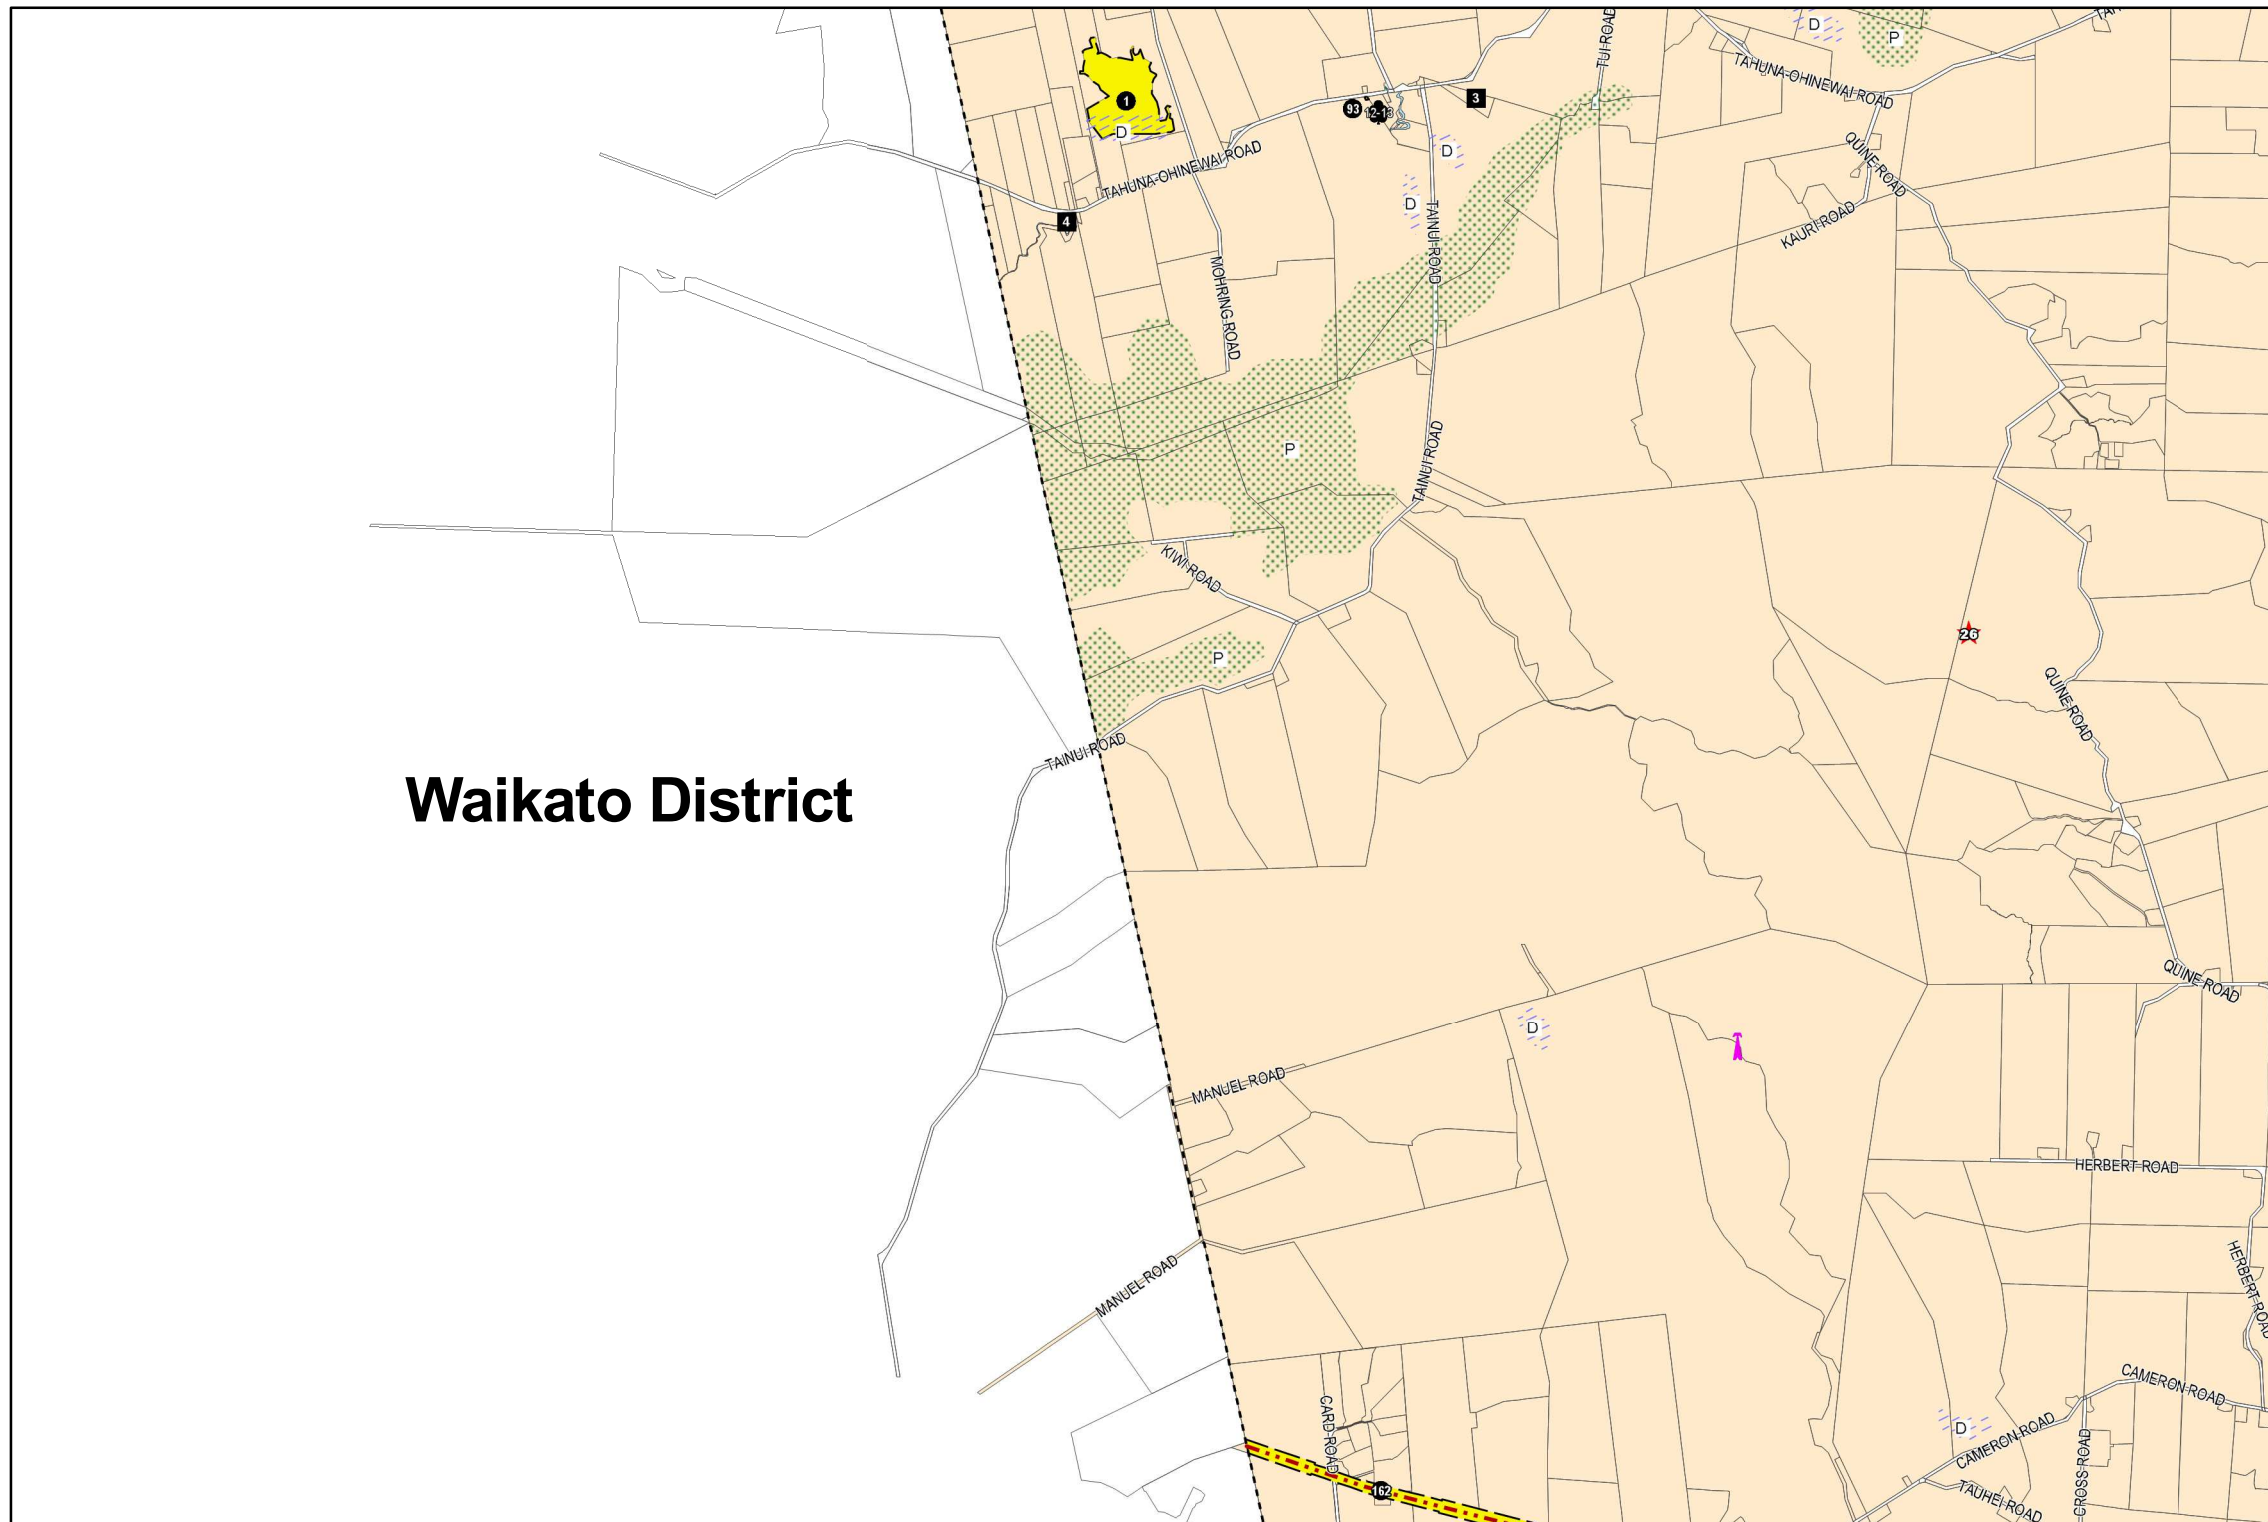 TUI ROAD
D
P
TAHUNA-OHINEWAI ROAD
1
D
93
12-13
3
D
TAHUNA-OHINEWAI ROAD
QUINE ROAD
D
4
TAINUI ROAD
KAURI ROAD
MOHRING ROAD
P
TAINUI ROAD
KIWI ROAD
26
P
QUINE ROAD
TAINUI ROAD
Waikato District
QUINE ROAD
D
MANUEL ROAD
HERBERT ROAD
MANUEL ROAD
HERBERT ROAD
CAMERON ROAD
CARD ROAD
D
CAMERON ROAD
CROSS ROAD
162
TAUHEI ROAD